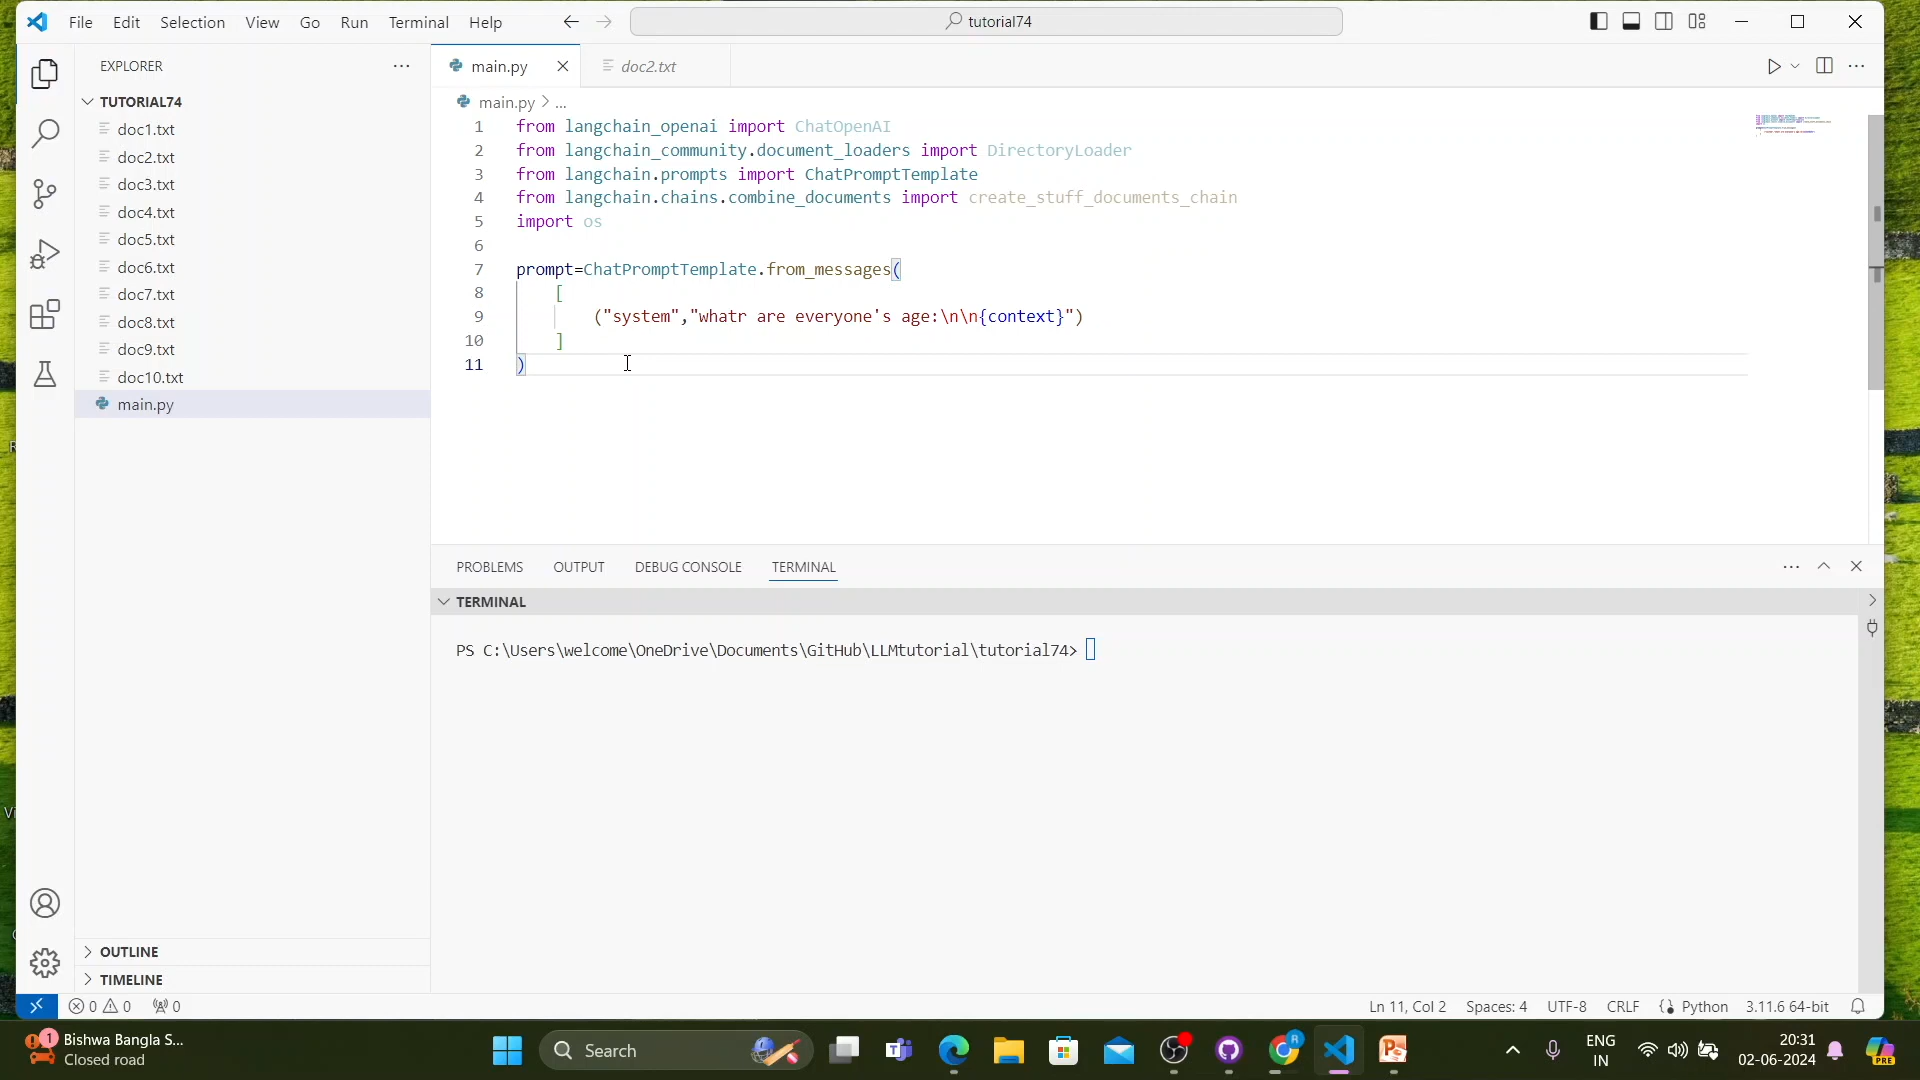 File Edit Selection View Go Run Terminal Help
tutorial74
EXPLORER
main.py
doc2.txt
TUTORIAL74
doc1.txt
doc2.txt
doc3.txt
doc4.txt
doc5.txt
doc6.txt
doc7.txt
doc8.txt
doc9.txt
doc10.txt
main.py
OUTLINE
TIMELINE
main.py > ...
1 from langchain_openai import ChatOpenAI
2 from langchain_community.document_loaders import DirectoryLoader
3 from langchain.prompts import ChatPromptTemplate
4 from langchain.chains.combine_documents import create_stuff_documents_chain
5 import os
6
7 prompt=ChatPromptTemplate.from_messages(
8 [
9 ("system","whatr are everyone's age:\n\n{context}")
10 ]
11 )
PROBLEMS OUTPUT DEBUG CONSOLE TERMINAL
TERMINAL
PS C:\Users\welcome\OneDrive\Documents\GitHub\LLMtutorial\tutorial74>
0 0 0
Ln 11, Col 2 Spaces: 4 UTF-8 CRLF Python 3.11.6 64-bit
1
Bishwa Bangla S...
Closed road
Search
R
ENG
IN
20:31
02-06-2024
PRE